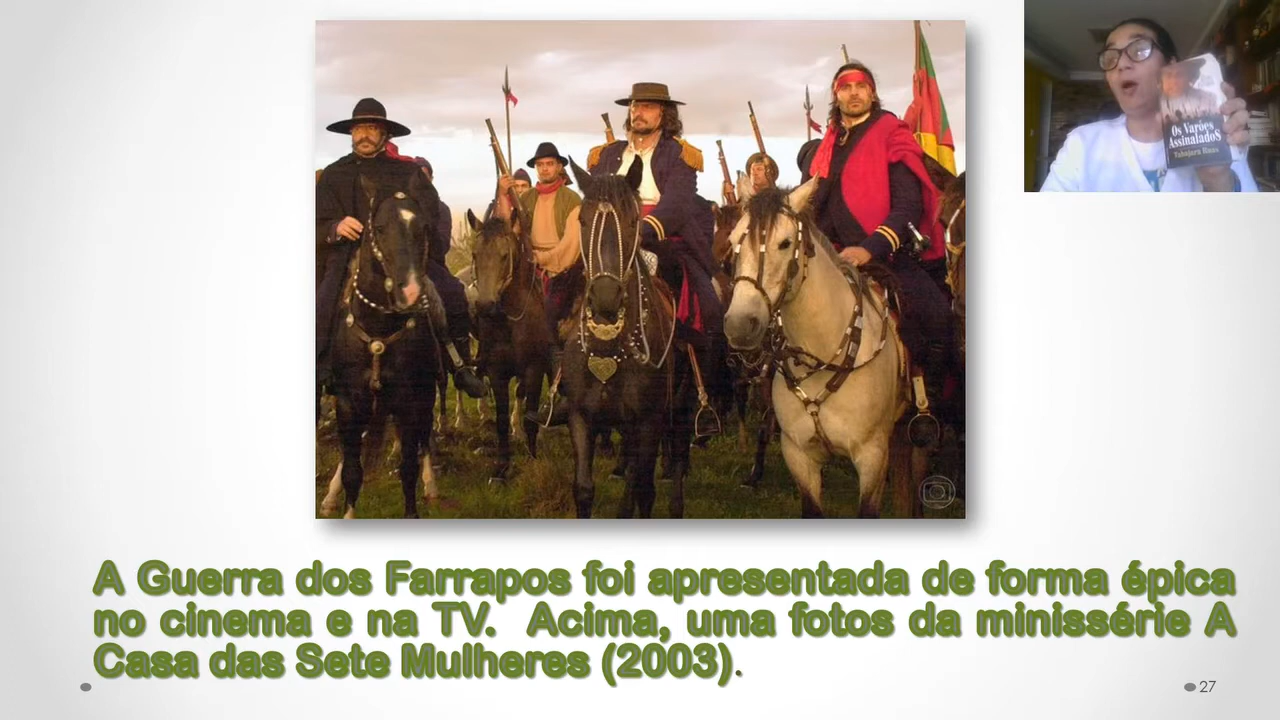 Os Varões
Assinalados
Tabajara Ruas
A Guerra dos Farrapos foi apresentada de forma épica
no cinema e na TV. Acima, uma fotos da minissérie A
Casa das Sete Mulheres (2003).
27